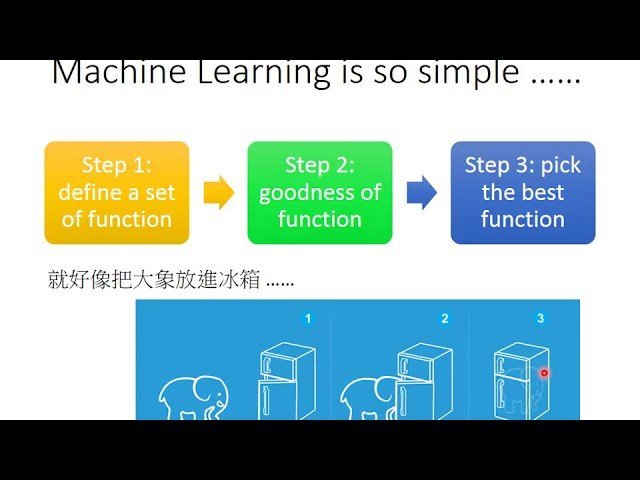 Machine Learning is so simple ......
Step 1:
define a set
of function
Step 2:
goodness of
function
Step 3: pick
the best
function
就好像把大象放進冰箱 ......
1
2
3